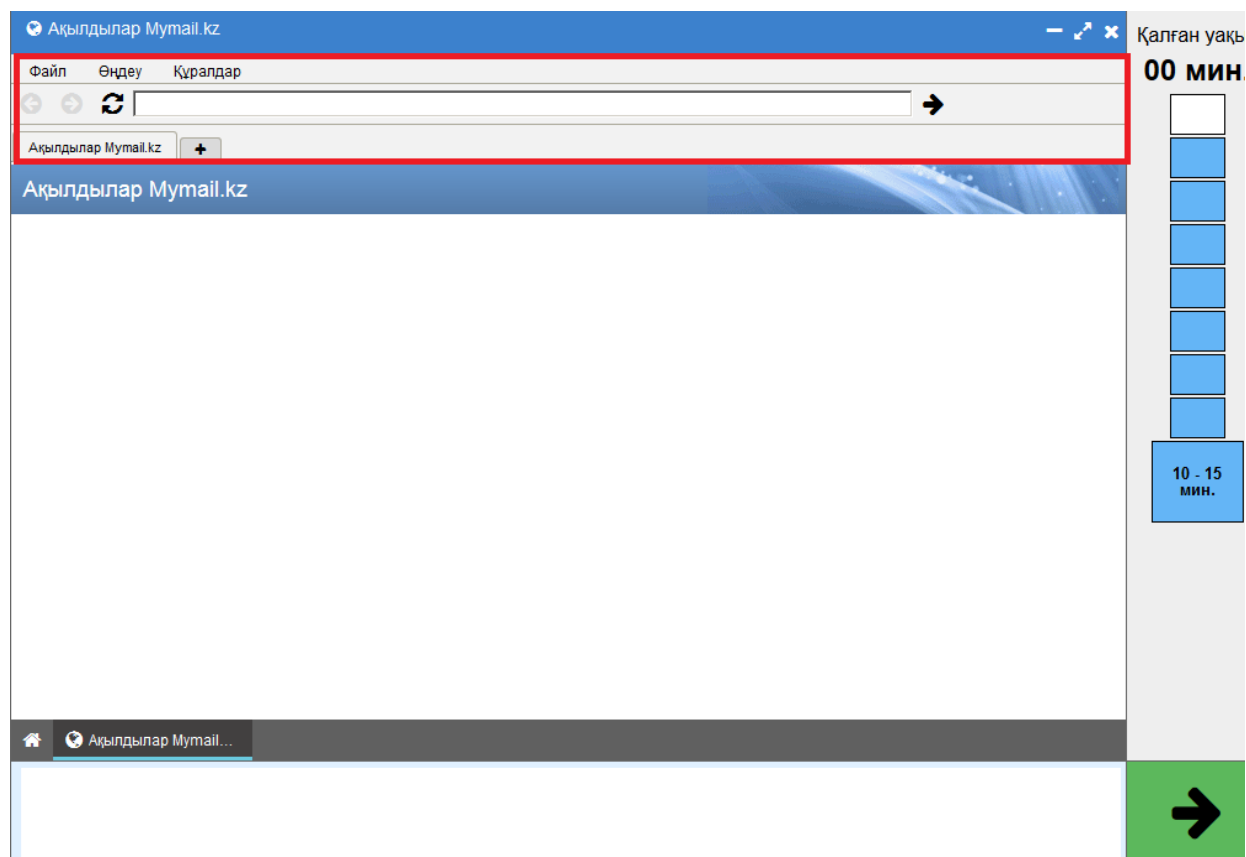 Ақылдылар Mymail.kz
Қалған уақы
Файл Өңдеу Құралдар
00 мин.
Ақылдылар Mymail.kz +
Ақылдылар Mymail.kz
10 - 15
мин.
Ақылдылар Mymail...